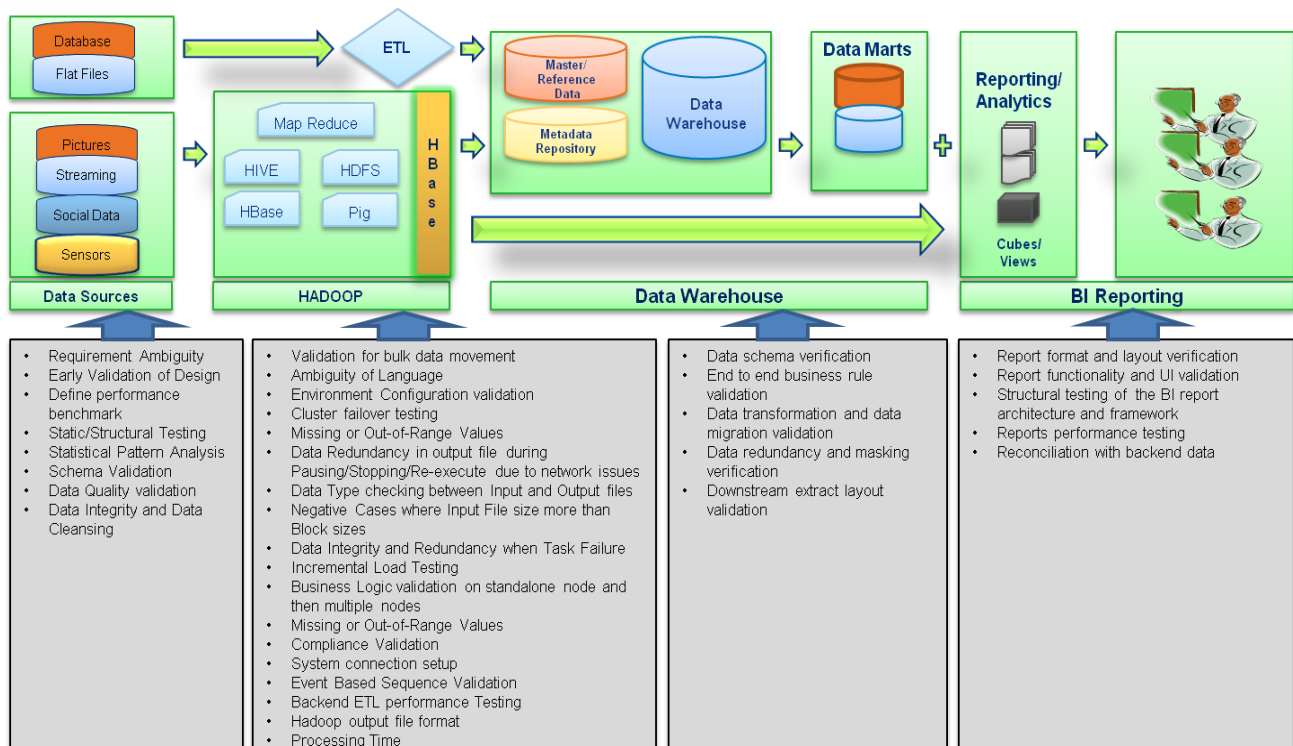 Database
Flat Files
Pictures
Streaming
Social Data
Sensors
Data Sources
ETL
Map Reduce
HIVE
HDFS
HBase
Pig
HBase
HADOOP
Master/
Reference
Data
Metadata
Repository
Data
Warehouse
Data Marts
Data Warehouse
Reporting/
Analytics
Cubes/
Views
BI Reporting
• Requirement Ambiguity
• Early Validation of Design
• Define performance
benchmark
• Static/Structural Testing
• Statistical Pattern Analysis
• Schema Validation
• Data Quality validation
• Data Integrity and Data
Cleansing
• Validation for bulk data movement
• Ambiguity of Language
• Environment Configuration validation
• Cluster failover testing
• Missing or Out-of-Range Values
• Data Redundancy in output file during
Pausing/Stopping/Re-execute due to network issues
• Data Type checking between Input and Output files
• Negative Cases where Input File size more than
Block sizes
• Data Integrity and Redundancy when Task Failure
• Incremental Load Testing
• Business Logic validation on standalone node and
then multiple nodes
• Missing or Out-of-Range Values
• Compliance Validation
• System connection setup
• Event Based Sequence Validation
• Backend ETL performance Testing
• Hadoop output file format
• Processing Time
• Data schema verification
• End to end business rule
validation
• Data transformation and data
migration validation
• Data redundancy and masking
verification
• Downstream extract layout
validation
• Report format and layout verification
• Report functionality and UI validation
• Structural testing of the BI report
architecture and framework
• Reports performance testing
• Reconciliation with backend data